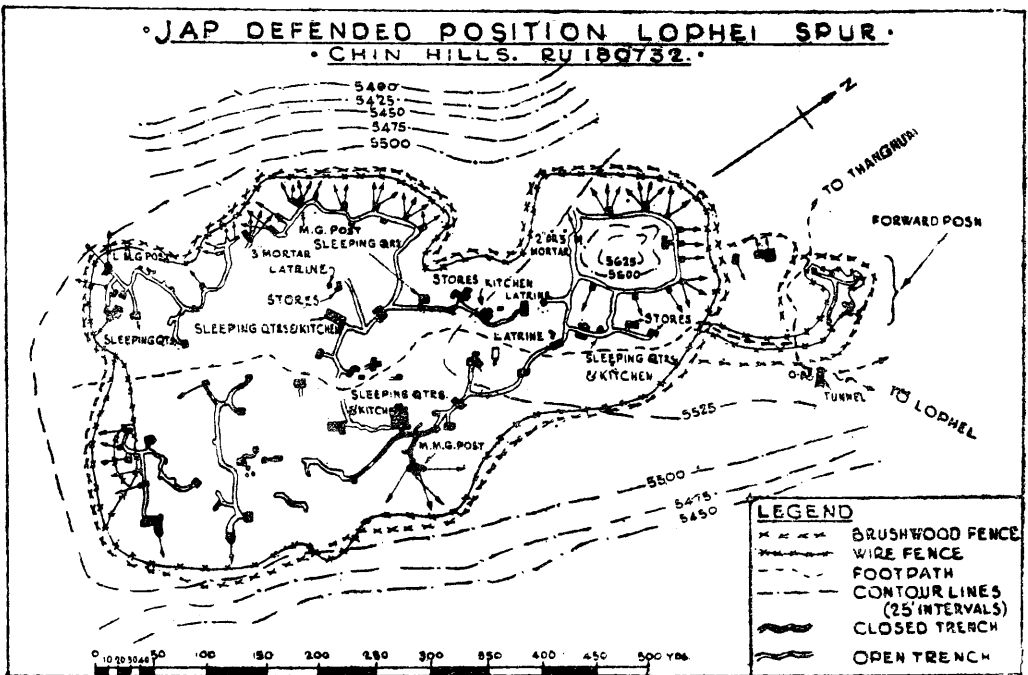 JAP DEFENDED POSITION LOPHEI SPUR.
CHIN HILLS. RU 180732.
5400
5425
5450
5475
5500
N
TO THANGHURI
FORWARD POSN
L.M.G POST
M.G. POST
SLEEPING QRS
3 MORTAR
LATRINE
STORES
STORES
KITCHEN
LATRINE
MORTAR
5625
5600
SLEEPING QTRS
SLEEPING QTRS & KITCHEN
LATRINE
STORES
SLEEPING QTRS
& KITCHEN
SLEEPING QTRS.
& KITCHEN
O.P.
TUNNEL
TO LOPHEI
5525
M.M.G. POST
5500
5475
5450
LEGEND
BRUSHWOOD FENCE
WIRE FENCE
FOOTPATH
CONTOUR LINES
(25' INTERVALS)
CLOSED TRENCH
OPEN TRENCH
0 10 20 30 40 50 100 150 200 250 300 350 400 450 500 YDS.